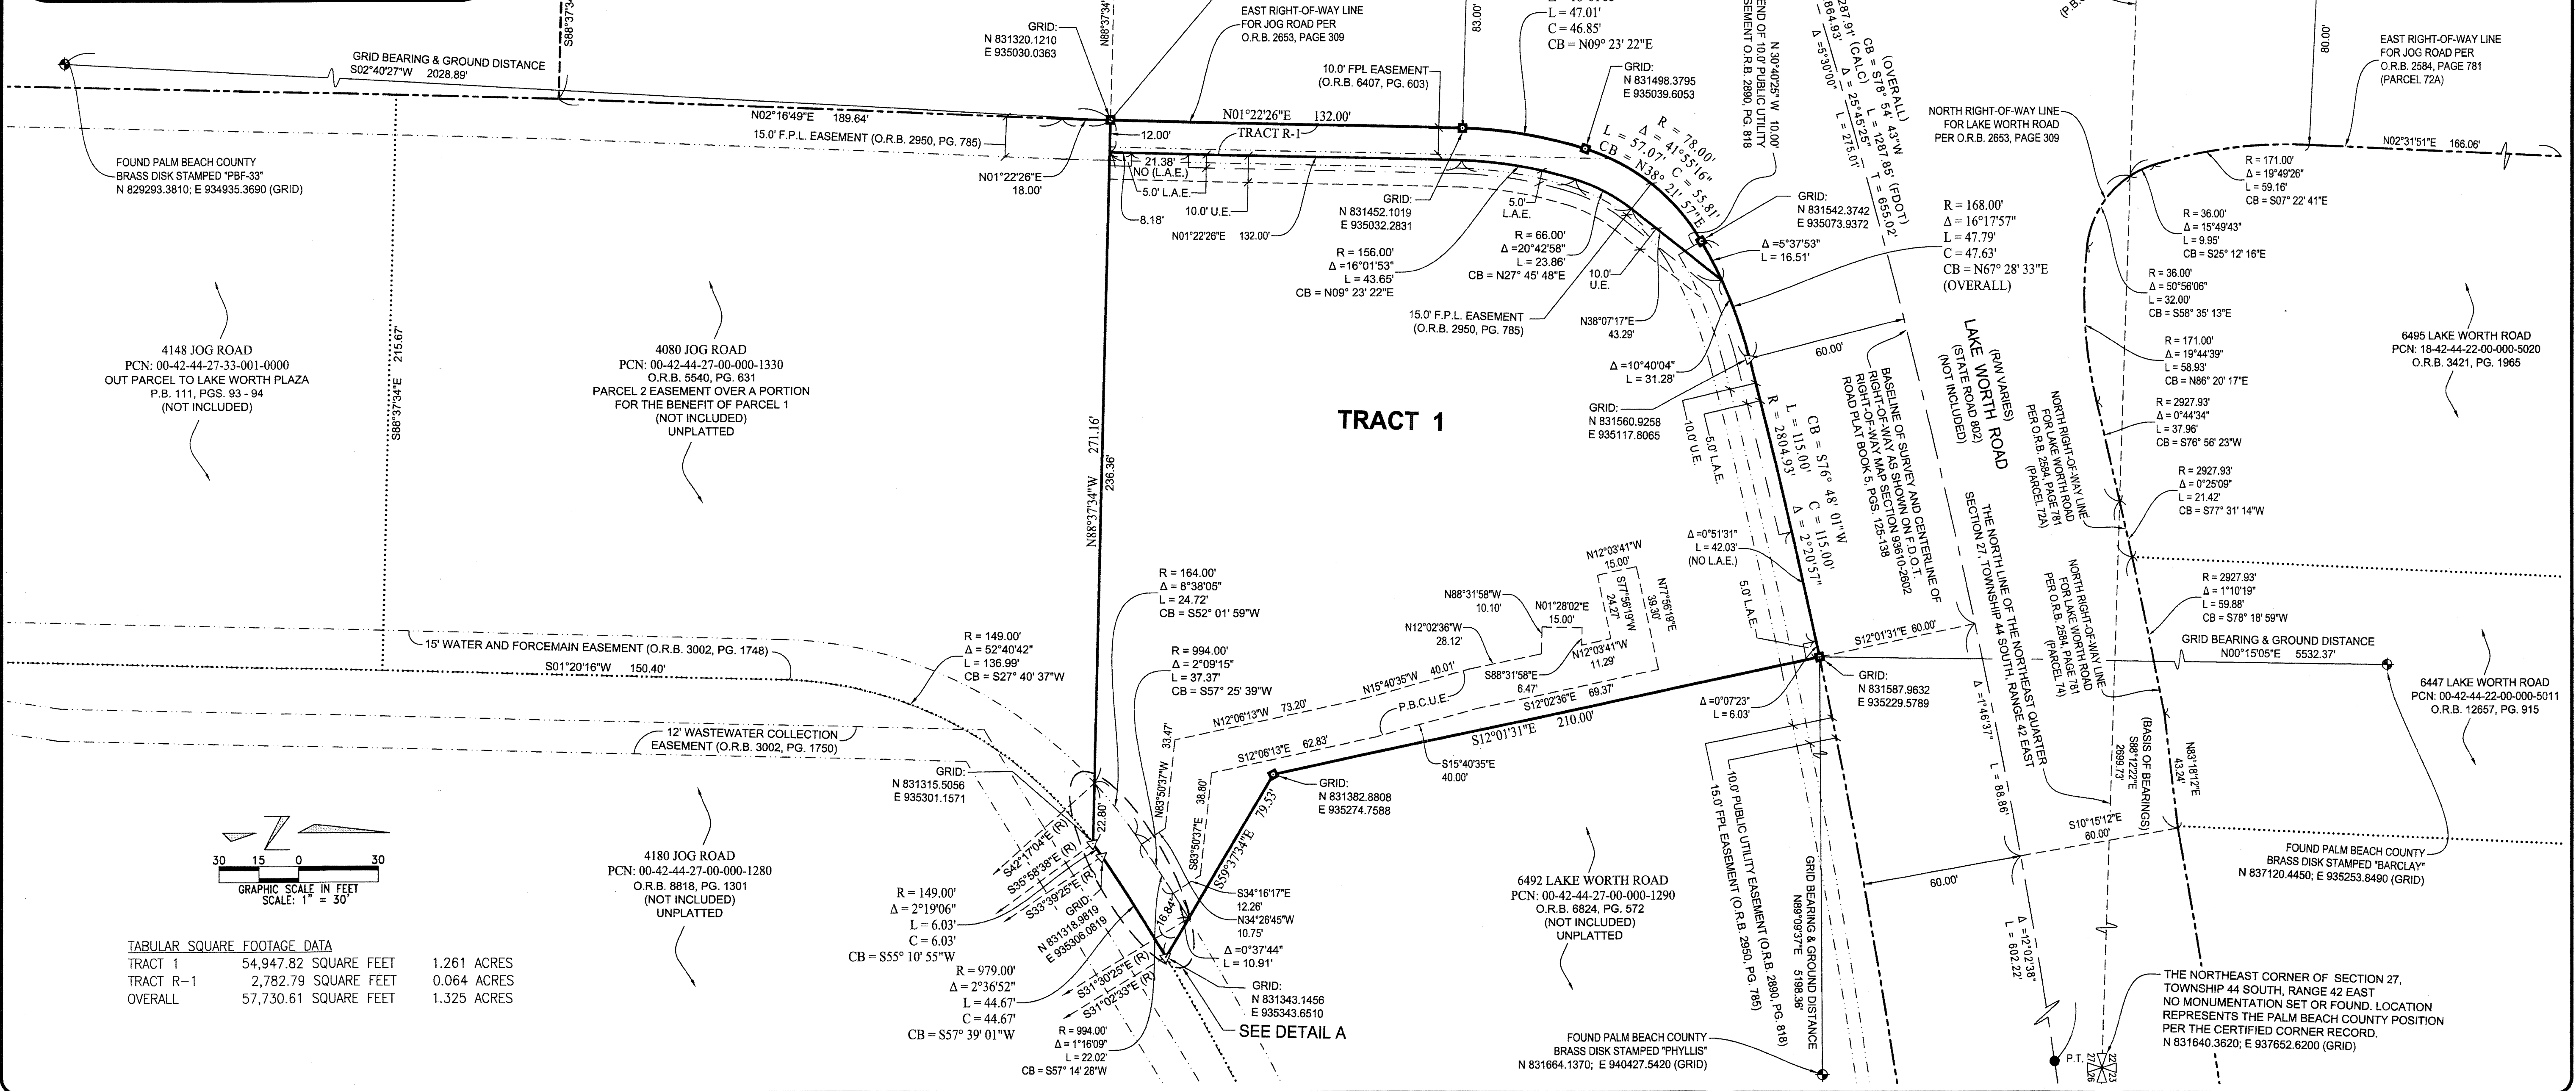 S88°37'34"
GRID BEARING & GROUND DISTANCE
S02°40'27"W 2028.89'
FOUND PALM BEACH COUNTY
BRASS DISK STAMPED "PBF-33"
N 829293.3810; E 934935.3690 (GRID)
GRID:
N 831320.1210
E 935030.0363
N88°37'34"
EAST RIGHT-OF-WAY LINE
FOR JOG ROAD PER
O.R.B. 2653, PAGE 309
83.00'
L = 47.01'
C = 46.85'
CB = N09° 23' 22"E
GRID:
N 831498.3795
E 935039.6053
10.0' FPL EASEMENT
(O.R.B. 6407, PG. 603)
N02°16'49"E 189.64'
15.0' F.P.L. EASEMENT (O.R.B. 2950, PG. 785)
N01°22'26"E 132.00'
TRACT R-1
12.00'
21.38'
NO (L.A.E.)
5.0' L.A.E.
N01°22'26"E
18.00'
8.18'
10.0' U.E.
N01°22'26"E 132.00'
GRID:
N 831452.1019
E 935032.2831
R = 156.00'
Δ =16°01'53"
L = 43.65'
CB = N09° 23' 22"E
5.0'
L.A.E.
R = 66.00'
Δ =20°42'58"
L = 23.86'
CB = N27° 45' 48"E
10.0'
U.E.
15.0' F.P.L. EASEMENT
(O.R.B. 2950, PG. 785)
N38°07'17"E
43.29'
R = 78.00'
Δ = 41°55'16"
L = 57.07' C = 55.81'
CB = N38° 21' 57"E
END OF 10.0' PUBLIC UTILITY
SEMENT O.R.B. 2890, PG. 818
N 30°40'25" W 10.00'
GRID:
N 831542.3742
E 935073.9372
Δ =5°37'53"
L = 16.51'
R = 168.00'
Δ = 16°17'57"
L = 47.79'
C = 47.63'
CB = N67° 28' 33"E
(OVERALL)
Δ =10°40'04"
L = 31.28'
GRID:
N 831560.9258
E 935117.8065
60.00'
(OVERALL)
CB = S78° 54' 43"W
287.91' (CALC) L = 1287.85' (FDOT)
864.93' Δ = 25°45'25" T = 655.02'
Δ =5°30'00" L = 275.01'
NORTH RIGHT-OF-WAY LINE
FOR LAKE WORTH ROAD
PER O.R.B. 2653, PAGE 309
80.00'
EAST RIGHT-OF-WAY LINE
FOR JOG ROAD PER
O.R.B. 2584, PAGE 781
(PARCEL 72A)
N02°31'51"E 166.06'
R = 171.00'
Δ = 19°49'26"
L = 59.16'
CB = S07° 22' 41"E
R = 36.00'
Δ = 15°49'43"
L = 9.95'
CB = S25° 12' 16"E
R = 36.00'
Δ = 50°56'06"
L = 32.00'
CB = S58° 35' 13"E
R = 171.00'
Δ = 19°44'39"
L = 58.93'
CB = N86° 20' 17"E
R = 2927.93'
Δ = 0°44'34"
L = 37.96'
CB = S76° 56' 23"W
R = 2927.93'
Δ = 0°25'09"
L = 21.42'
CB = S77° 31' 14"W
R = 2927.93'
Δ = 1°10'19"
L = 59.88'
CB = S78° 18' 59"W
6495 LAKE WORTH ROAD
PCN: 18-42-44-22-00-000-5020
O.R.B. 3421, PG. 1965
4148 JOG ROAD
PCN: 00-42-44-27-33-001-0000
OUT PARCEL TO LAKE WORTH PLAZA
P.B. 111, PGS. 93 - 94
(NOT INCLUDED)
S88°37'34"E 215.67'
4080 JOG ROAD
PCN: 00-42-44-27-00-000-1330
O.R.B. 5540, PG. 631
PARCEL 2 EASEMENT OVER A PORTION
FOR THE BENEFIT OF PARCEL 1
(NOT INCLUDED)
UNPLATTED
N88°37'34"W 271.16'
236.36'
TRACT 1
10.0' U.E.
5.0' L.A.E.
CB = S76° 48' 01"W
L = 115.00' C = 115.00'
R = 2804.93' Δ = 2°20'57"
Δ =0°51'31"
L = 42.03'
(NO L.A.E.)
5.0' L.A.E.
BASELINE OF SURVEY AND CENTERLINE OF
RIGHT-OF-WAY AS SHOWN ON F.D.O.T.
RIGHT-OF-WAY MAP SECTION 93610-2602
ROAD PLAT BOOK 5, PGS. 125-138
LAKE WORTH ROAD
(R/W VARIES)
(STATE ROAD 802)
(NOT INCLUDED)
NORTH RIGHT-OF-WAY LINE
FOR LAKE WORTH ROAD
PER O.R.B. 2584, PAGE 781
(PARCEL 72A)
THE NORTH LINE OF THE NORTHEAST QUARTER
SECTION 27, TOWNSHIP 44 SOUTH, RANGE 42 EAST
NORTH RIGHT-OF-WAY LINE
FOR LAKE WORTH ROAD
PER O.R.B. 2584, PAGE 781
(PARCEL 74)
S12°01'31"E 60.00'
GRID BEARING & GROUND DISTANCE
N00°15'05"E 5532.37'
6447 LAKE WORTH ROAD
PCN: 00-42-44-22-00-000-5011
O.R.B. 12657, PG. 915
GRID:
N 831587.9632
E 935229.5789
Δ =0°07'23"
L = 6.03'
Δ =1°46'37" L = 88.86'
(BASIS OF BEARINGS)
S88°12'22"E
2699.73'
N83°18'12"E
43.24'
S10°15'12"E
60.00'
60.00'
FOUND PALM BEACH COUNTY
BRASS DISK STAMPED "BARCLAY"
N 837120.4450; E 935253.8490 (GRID)
Δ =12°02'38"
L = 602.22'
15' WATER AND FORCEMAIN EASEMENT (O.R.B. 3002, PG. 1748)
S01°20'16"W 150.40'
R = 149.00'
Δ = 52°40'42"
L = 136.99'
CB = S27° 40' 37"W
R = 164.00'
Δ = 8°38'05"
L = 24.72'
CB = S52° 01' 59"W
R = 994.00'
Δ = 2°09'15"
L = 37.37'
CB = S57° 25' 39"W
N88°31'58"W
10.10'
N01°28'02"E
15.00'
N12°03'41"W
15.00'
S77°56'19"W
24.27'
N77°56'19"E
39.30'
N12°02'36"W
28.12'
N12°03'41"W
11.29'
S88°31'58"E
6.47'
N15°40'35"W 40.01'
P.B.C.U.E.
S12°02'36"E 69.37'
N12°06'13"W 73.20'
S12°06'13"E 62.83'
S12°01'31"E 210.00'
S15°40'35"E
40.00'
N83°50'37"W 33.47'
S83°50'37"E 38.80'
12' WASTEWATER COLLECTION
EASEMENT (O.R.B. 3002, PG. 1750)
GRID:
N 831315.5056
E 935301.1571
22.80'
GRID:
N 831382.8808
E 935274.7588
S59°37'34"E 79.53'
16.84'
S42°17'04"E (R)
S35°58'38"E (R)
S33°39'25"E (R)
GRID:
N 831318.9819
E 935306.0819
S34°16'17"E
12.26'
N34°26'45"W
10.75'
Δ =0°37'44"
L = 10.91'
S31°30'25"E (R)
S31°02'33"E (R)
R = 149.00'
Δ = 2°19'06"
L = 6.03'
C = 6.03'
CB = S55° 10' 55"W
R = 979.00'
Δ = 2°36'52"
L = 44.67'
C = 44.67'
CB = S57° 39' 01"W
R = 994.00'
Δ = 1°16'09"
L = 22.02'
CB = S57° 14' 28"W
GRID:
N 831343.1456
E 935343.6510
SEE DETAIL A
30 15 0 30
GRAPHIC SCALE IN FEET
SCALE: 1" = 30'
4180 JOG ROAD
PCN: 00-42-44-27-00-000-1280
O.R.B. 8818, PG. 1301
(NOT INCLUDED)
UNPLATTED
TABULAR SQUARE FOOTAGE DATA
TRACT 1 54,947.82 SQUARE FEET 1.261 ACRES
TRACT R-1 2,782.79 SQUARE FEET 0.064 ACRES
OVERALL 57,730.61 SQUARE FEET 1.325 ACRES
6492 LAKE WORTH ROAD
PCN: 00-42-44-27-00-000-1290
O.R.B. 6824, PG. 572
(NOT INCLUDED)
UNPLATTED
15.0' FPL EASEMENT (O.R.B. 2950, PG. 785)
10.0' PUBLIC UTILITY EASEMENT (O.R.B. 2890, PG. 818)
GRID BEARING & GROUND DISTANCE
N89°09'37"E 5198.36'
FOUND PALM BEACH COUNTY
BRASS DISK STAMPED "PHYLLIS"
N 831664.1370; E 940427.5420 (GRID)
THE NORTHEAST CORNER OF SECTION 27,
TOWNSHIP 44 SOUTH, RANGE 42 EAST
NO MONUMENTATION SET OR FOUND. LOCATION
REPRESENTS THE PALM BEACH COUNTY POSITION
PER THE CERTIFIED CORNER RECORD.
N 831640.3620; E 937652.6200 (GRID)
P.T.
22 23
27 26